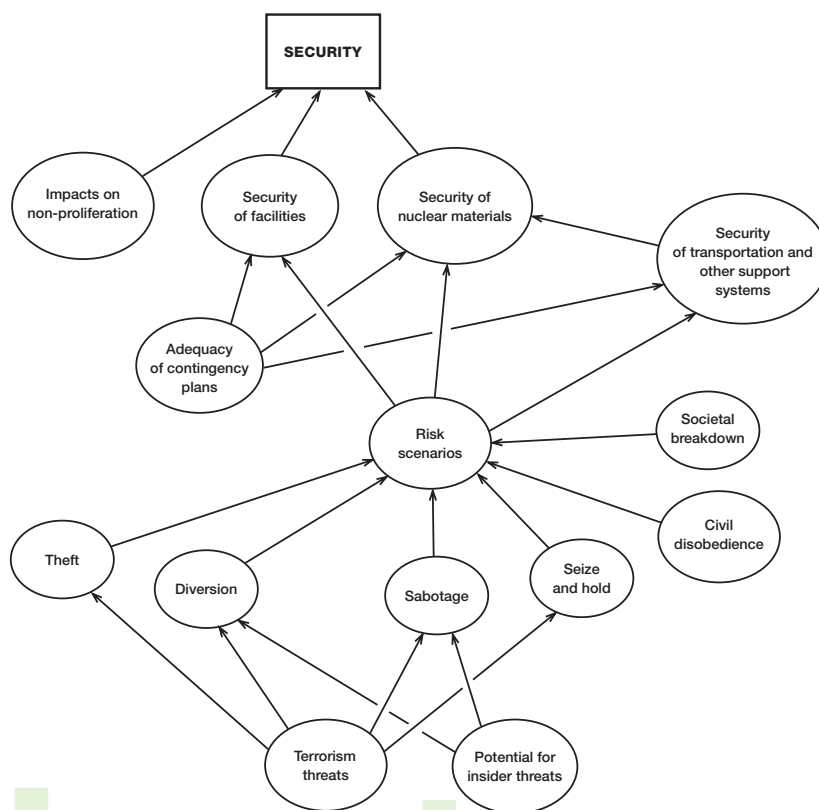 SECURITY
Impacts on
non-proliferation
Security
of facilities
Security of
nuclear materials
Security
of transportation and
other support
systems
Adequacy
of contingency
plans
Risk
scenarios
Societal
breakdown
Civil
disobedience
Theft
Diversion
Sabotage
Seize
and hold
Terrorism
threats
Potential for
insider threats